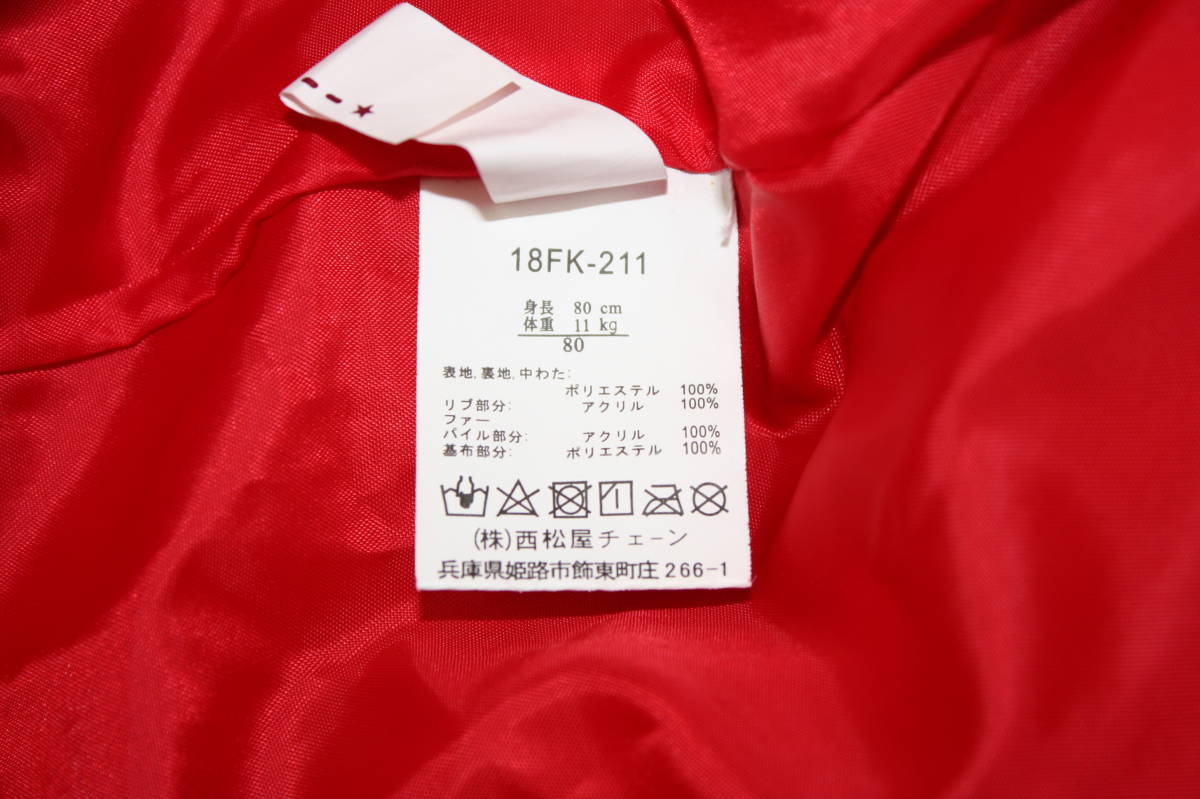 18FK-211
身長 80 cm
体重 11 kg
80
表地,裏地,中わた:
ポリエステル 100%
リブ部分: アクリル 100%
ファー
パイル部分: アクリル 100%
基布部分: ポリエステル 100%
(株)西松屋チェーン
兵庫県姫路市飾東町庄266-1